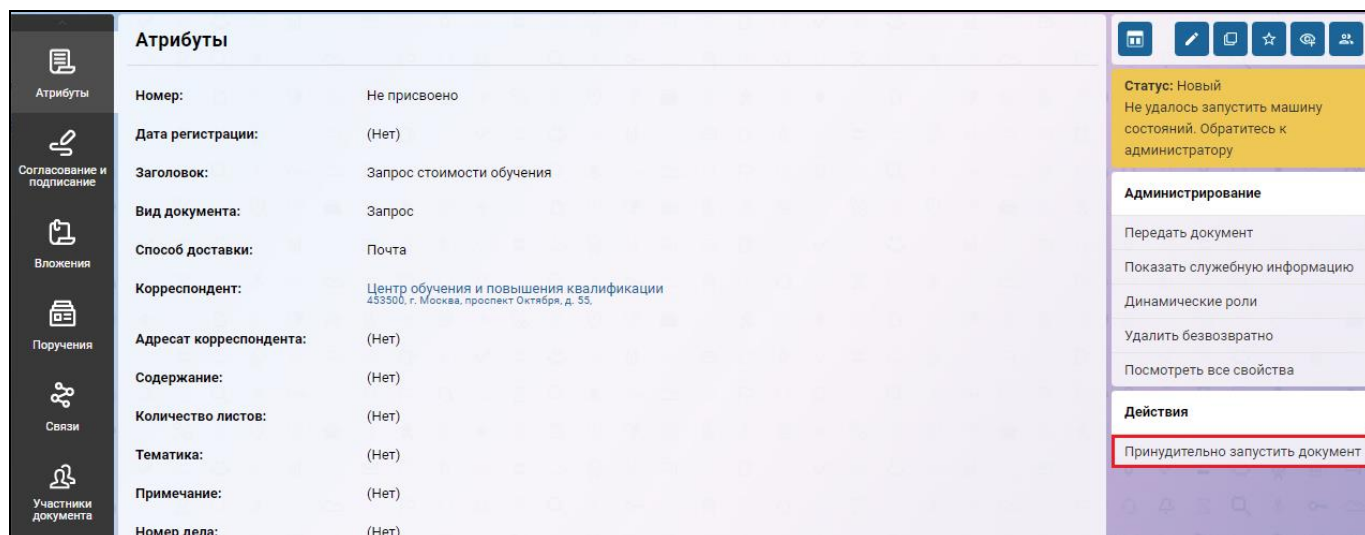 Атрибуты
Согласование и
подписание
Вложения
Поручения
Связи
Участники
документа
Атрибуты
Номер: Не присвоено
Дата регистрации: (Нет)
Заголовок: Запрос стоимости обучения
Вид документа: Запрос
Способ доставки: Почта
Корреспондент: Центр обучения и повышения квалификации
453500, г. Москва, проспект Октября, д. 55,
Адресат корреспондента: (Нет)
Содержание: (Нет)
Количество листов: (Нет)
Тематика: (Нет)
Примечание: (Нет)
Номер дела: (Нет)
Статус: Новый
Не удалось запустить машину
состояний. Обратитесь к
администратору
Администрирование
Передать документ
Показать служебную информацию
Динамические роли
Удалить безвозвратно
Посмотреть все свойства
Действия
Принудительно запустить документ